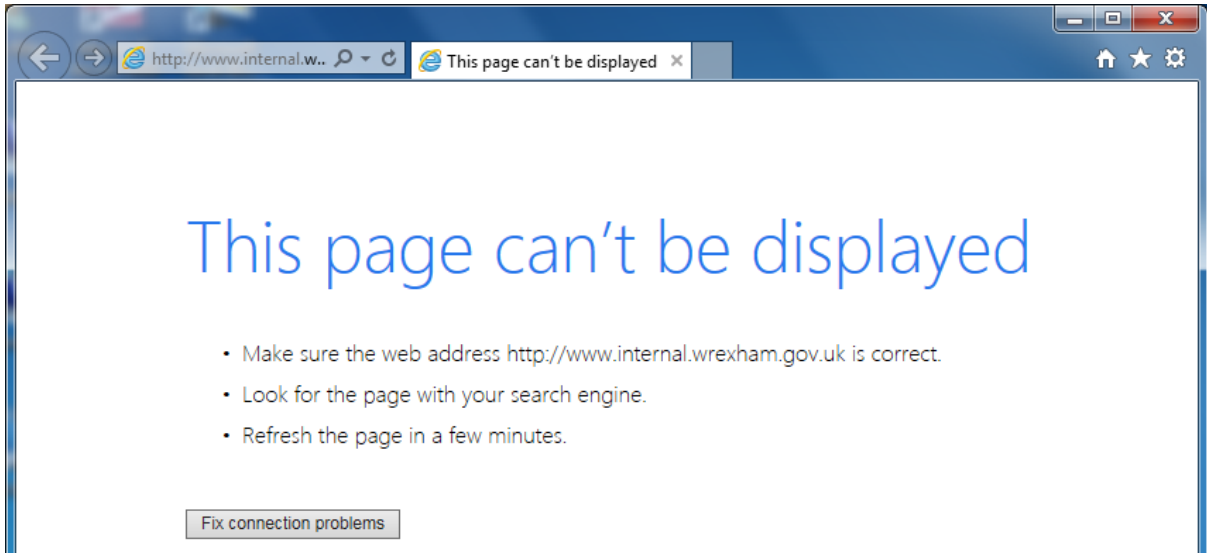 http://www.internal.w..
This page can't be displayed
This page can't be displayed
• Make sure the web address http://www.internal.wrexham.gov.uk is correct.
• Look for the page with your search engine.
• Refresh the page in a few minutes.
Fix connection problems